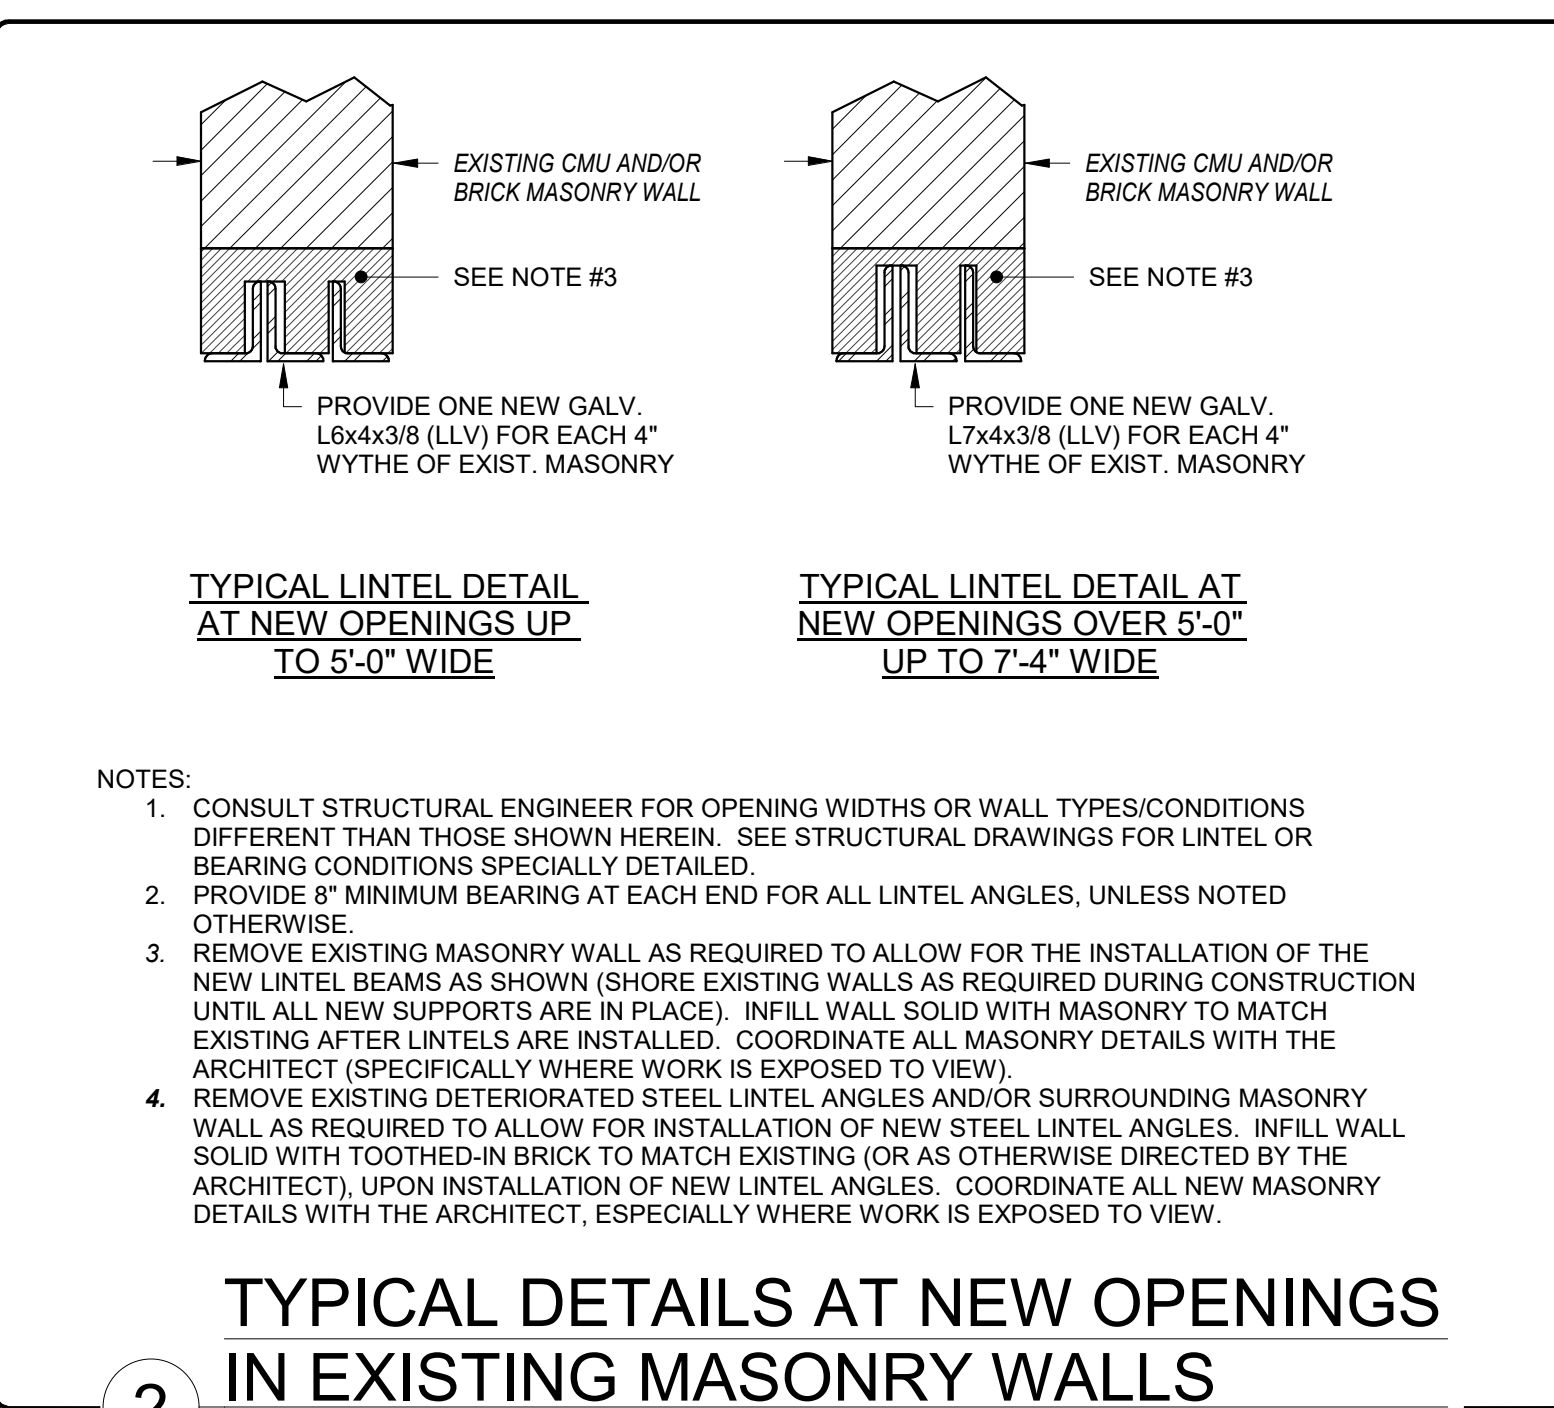 EXISTING CMU AND/OR
BRICK MASONRY WALL
SEE NOTE #3
PROVIDE ONE NEW GALV.
L6x4x3/8 (LLV) FOR EACH 4"
WYTHE OF EXIST. MASONRY
TYPICAL LINTEL DETAIL
AT NEW OPENINGS UP
TO 5'-0" WIDE
EXISTING CMU AND/OR
BRICK MASONRY WALL
SEE NOTE #3
PROVIDE ONE NEW GALV.
L7x4x3/8 (LLV) FOR EACH 4"
WYTHE OF EXIST. MASONRY
TYPICAL LINTEL DETAIL AT
NEW OPENINGS OVER 5'-0"
UP TO 7'-4" WIDE
NOTES:
1. CONSULT STRUCTURAL ENGINEER FOR OPENING WIDTHS OR WALL TYPES/CONDITIONS
DIFFERENT THAN THOSE SHOWN HEREIN. SEE STRUCTURAL DRAWINGS FOR LINTEL OR
BEARING CONDITIONS SPECIALLY DETAILED.
2. PROVIDE 8" MINIMUM BEARING AT EACH END FOR ALL LINTEL ANGLES, UNLESS NOTED
OTHERWISE.
3. REMOVE EXISTING MASONRY WALL AS REQUIRED TO ALLOW FOR THE INSTALLATION OF THE
NEW LINTEL BEAMS AS SHOWN (SHORE EXISTING WALLS AS REQUIRED DURING CONSTRUCTION
UNTIL ALL NEW SUPPORTS ARE IN PLACE). INFILL WALL SOLID WITH MASONRY TO MATCH
EXISTING AFTER LINTELS ARE INSTALLED. COORDINATE ALL MASONRY DETAILS WITH THE
ARCHITECT (SPECIFICALLY WHERE WORK IS EXPOSED TO VIEW).
4. REMOVE EXISTING DETERIORATED STEEL LINTEL ANGLES AND/OR SURROUNDING MASONRY
WALL AS REQUIRED TO ALLOW FOR INSTALLATION OF NEW STEEL LINTEL ANGLES. INFILL WALL
SOLID WITH TOOTHED-IN BRICK TO MATCH EXISTING (OR AS OTHERWISE DIRECTED BY THE
ARCHITECT), UPON INSTALLATION OF NEW LINTEL ANGLES. COORDINATE ALL NEW MASONRY
DETAILS WITH THE ARCHITECT, ESPECIALLY WHERE WORK IS EXPOSED TO VIEW.
TYPICAL DETAILS AT NEW OPENINGS
IN EXISTING MASONRY WALLS